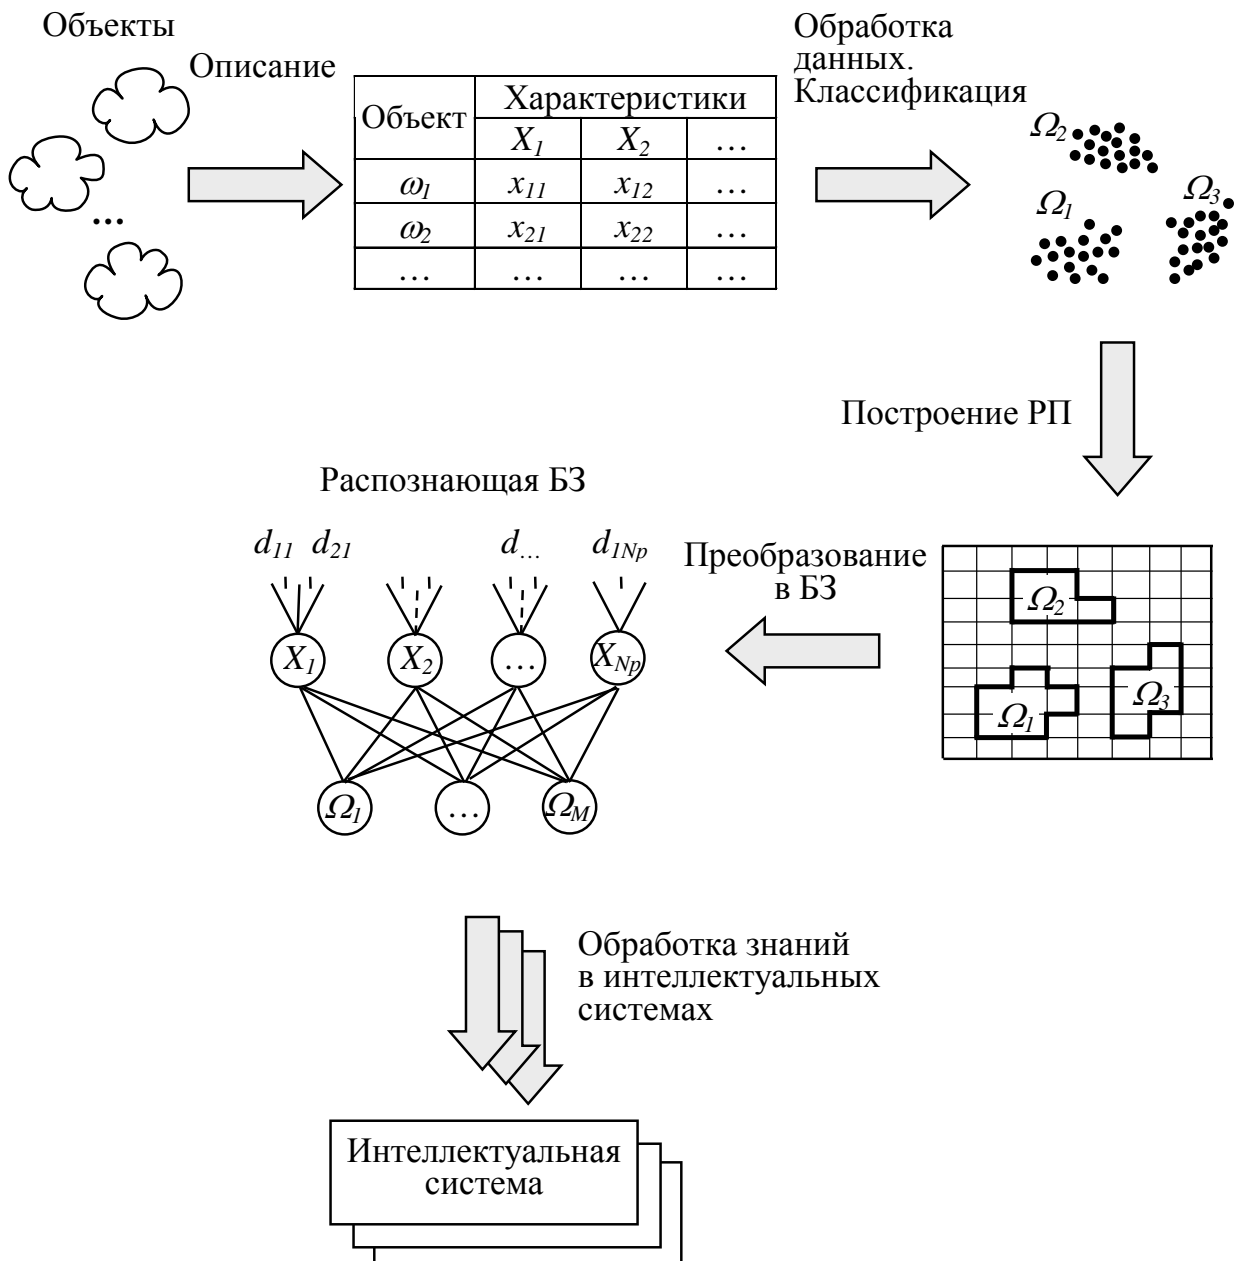 Объекты
Описание
...
Объект Характеристики
X1 X2 ...
ω1 x11 x12 ...
ω2 x21 x22 ...
... ... ... ...
Обработка
данных.
Классификация
Ω2
Ω3
Ω1
Построение РП
Ω2
Ω3
Ω1
Преобразование
в БЗ
Распознающая БЗ
d11 d21 d... d1Np
X1 X2 ... XNp
Ω1 ... ΩM
Обработка знаний
в интеллектуальных
системах
Интеллектуальная
система